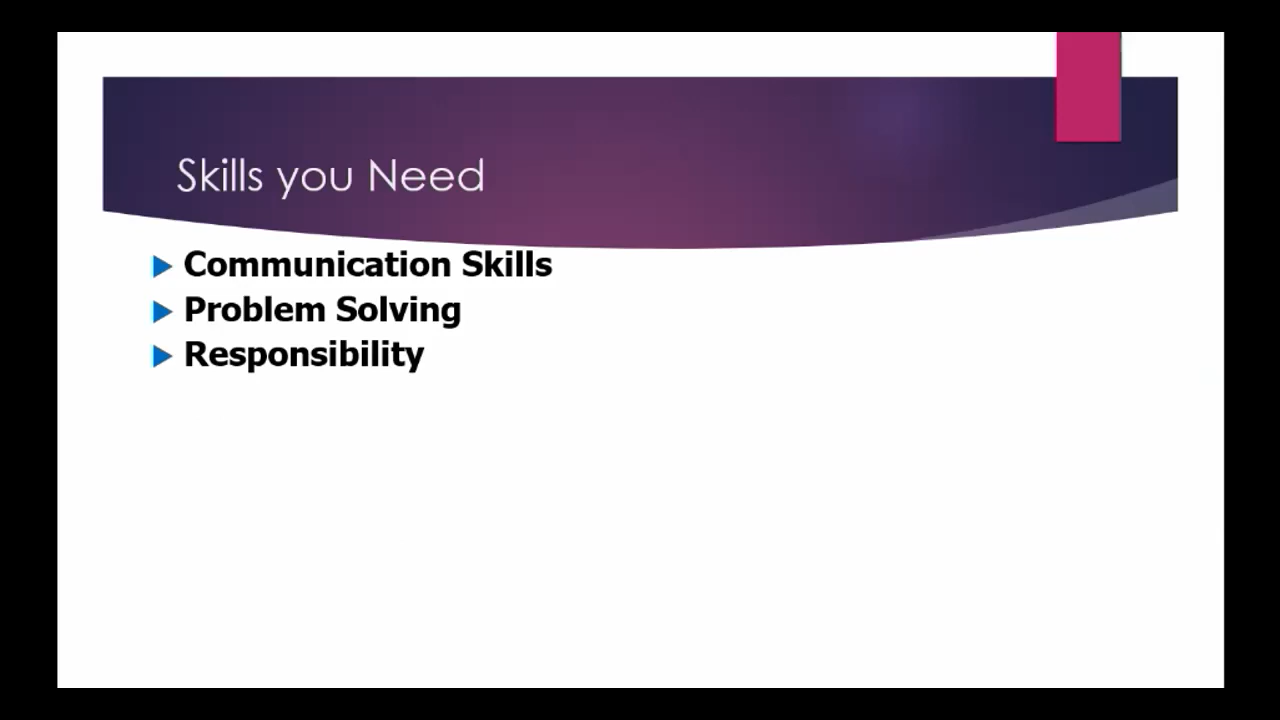 Skills you Need
Communication Skills
Problem Solving
Responsibility